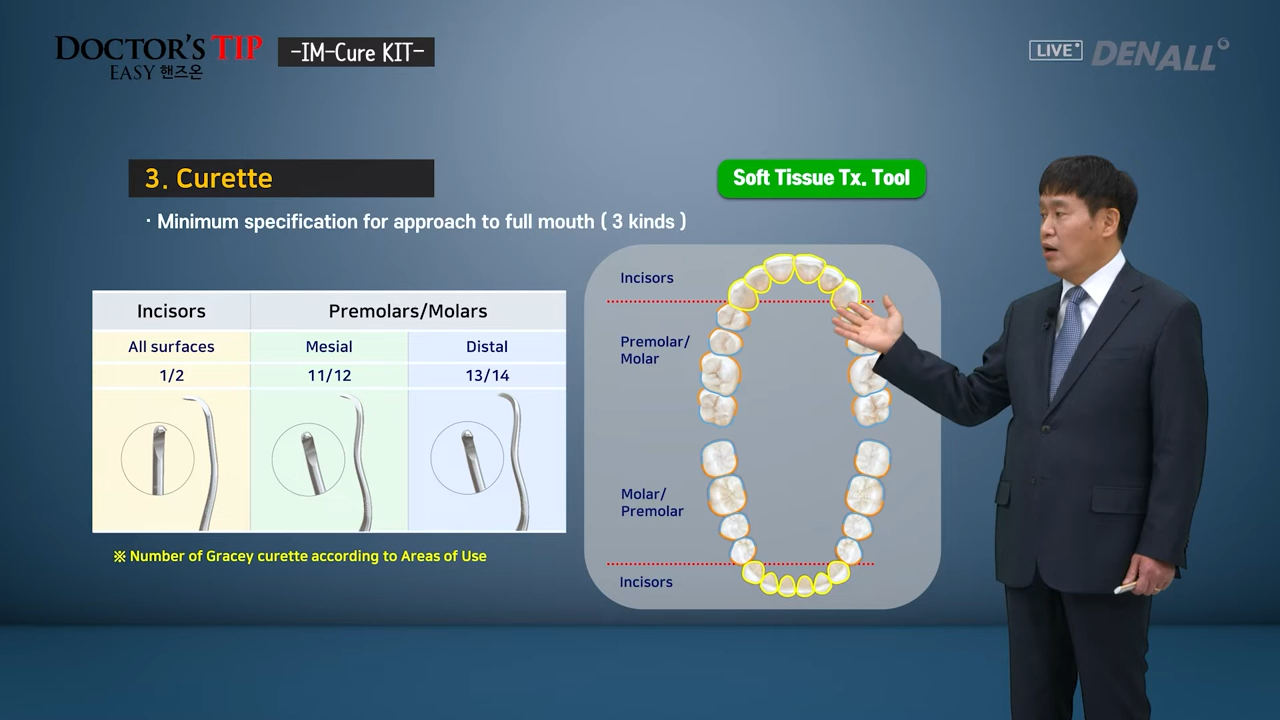 DOCTOR'S TIP
EASY 핸즈온
-IM-Cure KIT-
LIVE
DENALL
3. Curette
Soft Tissue Tx. Tool
· Minimum specification for approach to full mouth ( 3 kinds )
Incisors Premolars/Molars
All surfaces Mesial Distal
1/2 11/12 13/14
※ Number of Gracey curette according to Areas of Use
Incisors
Premolar/
Molar
Molar/
Premolar
Incisors